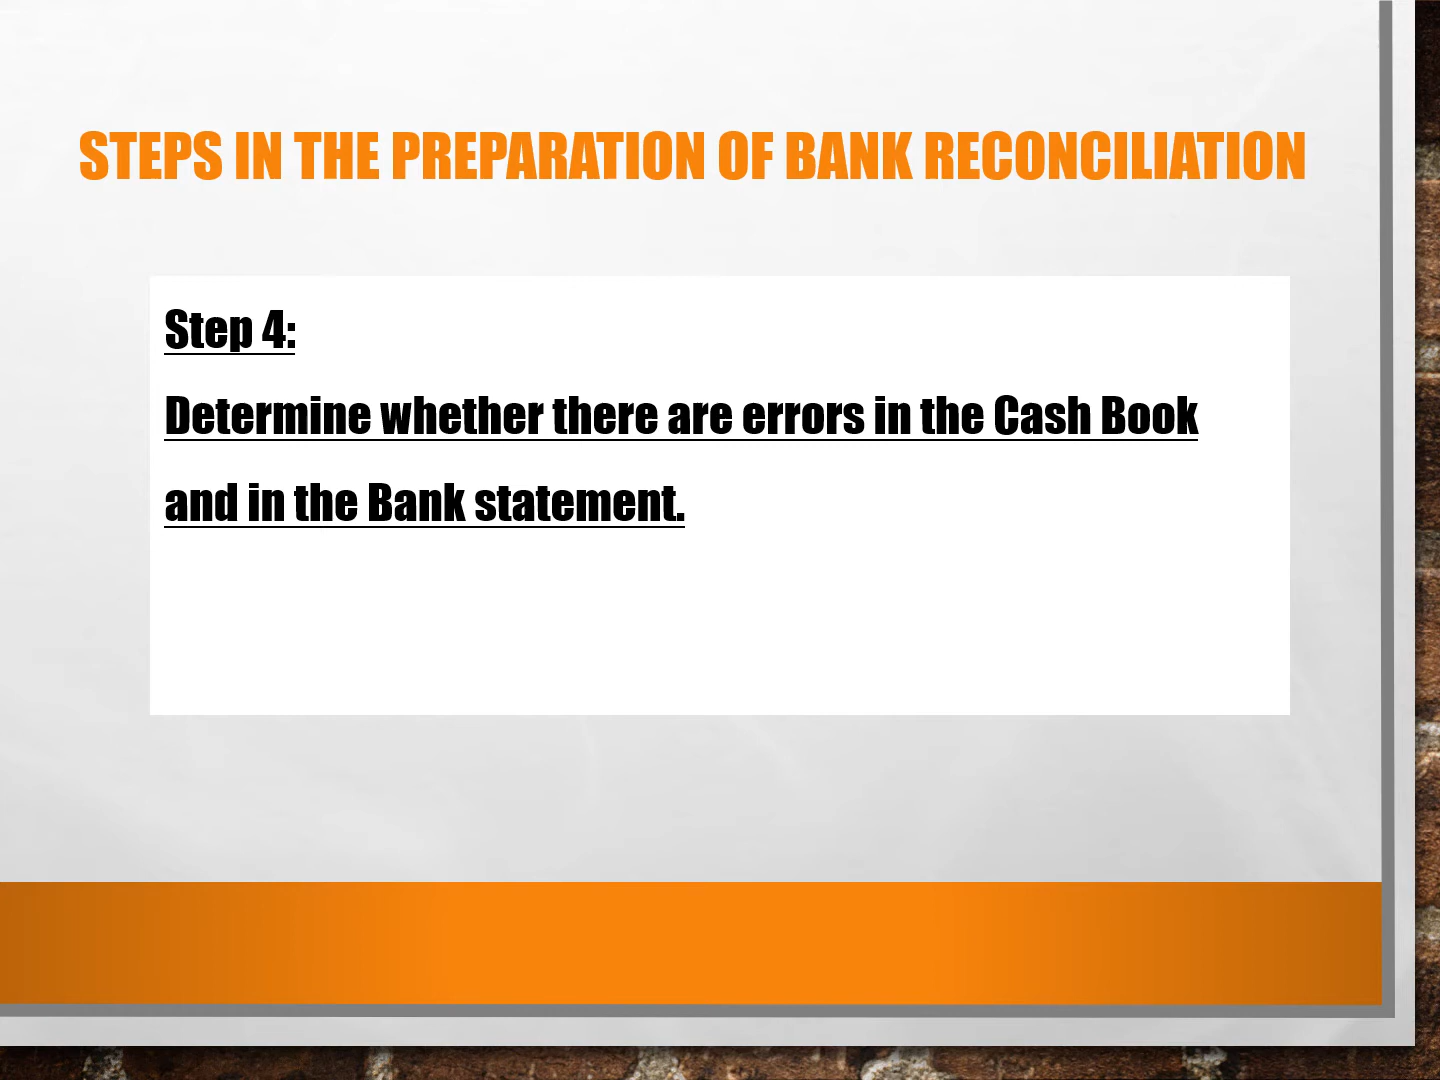 STEPS IN THE PREPARATION OF BANK RECONCILIATION
Step 4:
Determine whether there are errors in the Cash Book
and in the Bank statement.